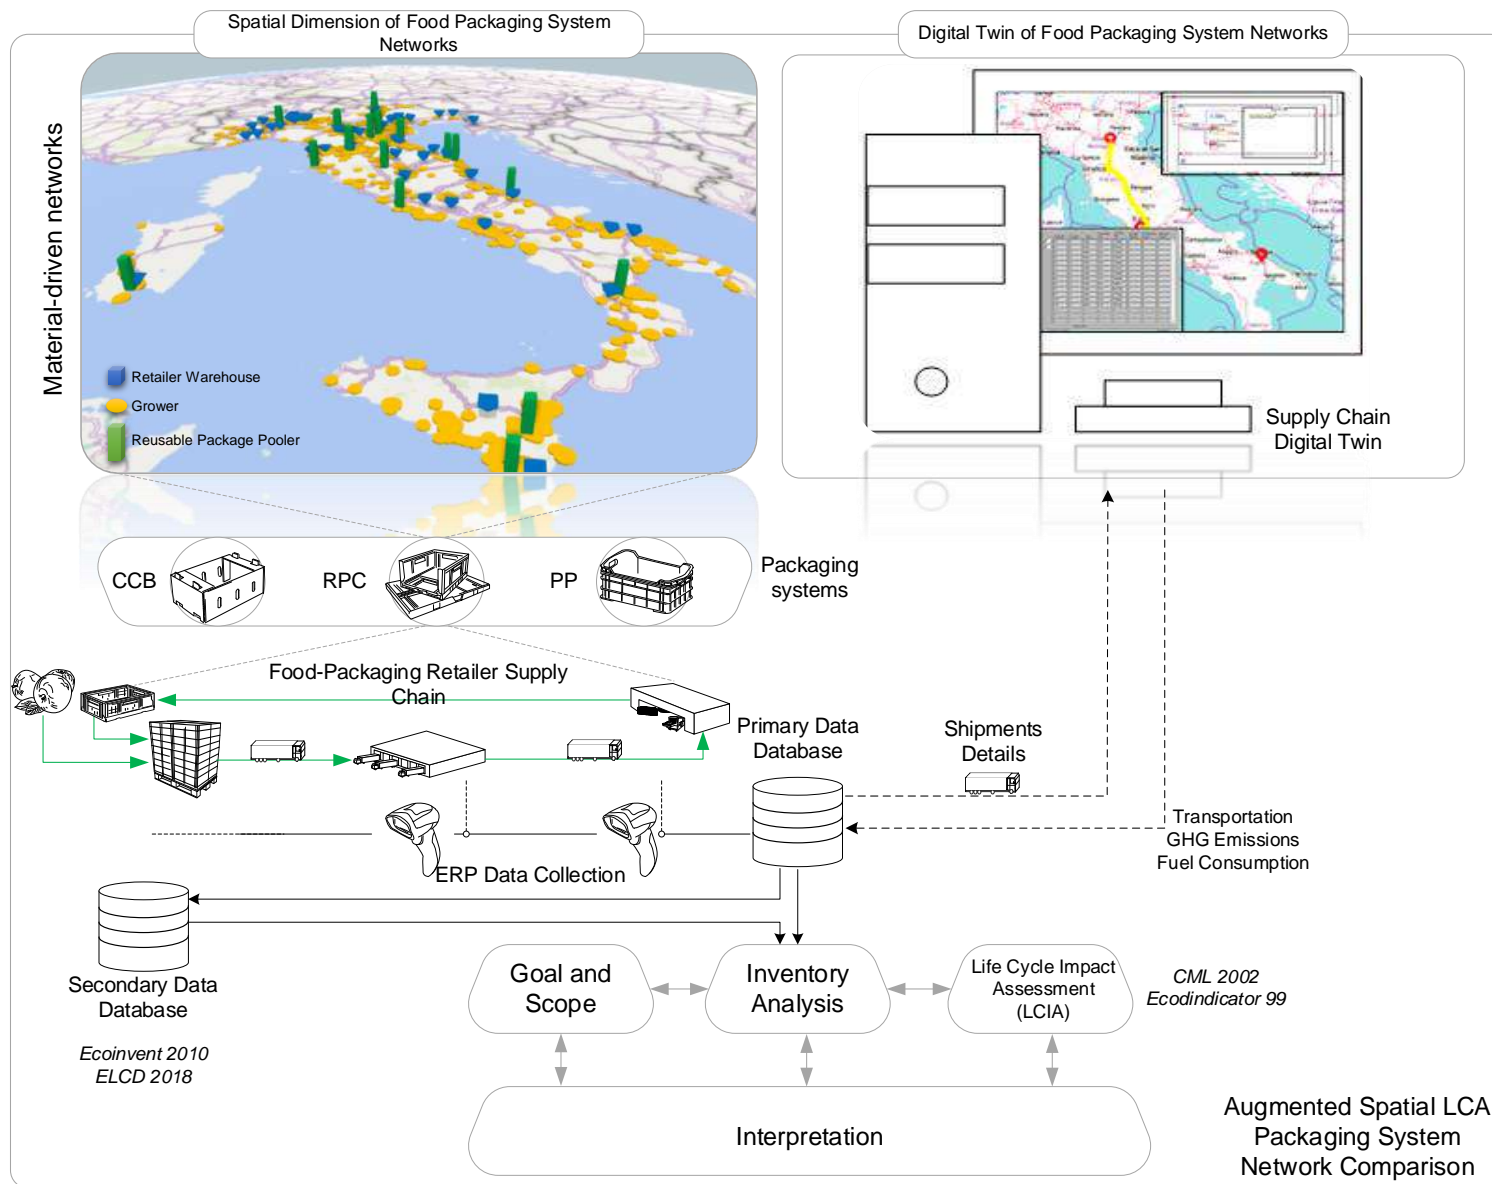 Spatial Dimension of Food Packaging System
Networks
Digital Twin of Food Packaging System Networks
Material-driven networks
Retailer Warehouse
Grower
Reusable Package Pooler
Supply Chain
Digital Twin
CCB
RPC
PP
Packaging
systems
Food-Packaging Retailer Supply
Chain
Primary Data
Database
Shipments
Details
Transportation
GHG Emissions
Fuel Consumption
ERP Data Collection
Secondary Data
Database
Ecoinvent 2010
ELCD 2018
Goal and
Scope
Inventory
Analysis
Life Cycle Impact
Assessment
(LCIA)
CML 2002
Ecodindicator 99
Interpretation
Augmented Spatial LCA
Packaging System
Network Comparison